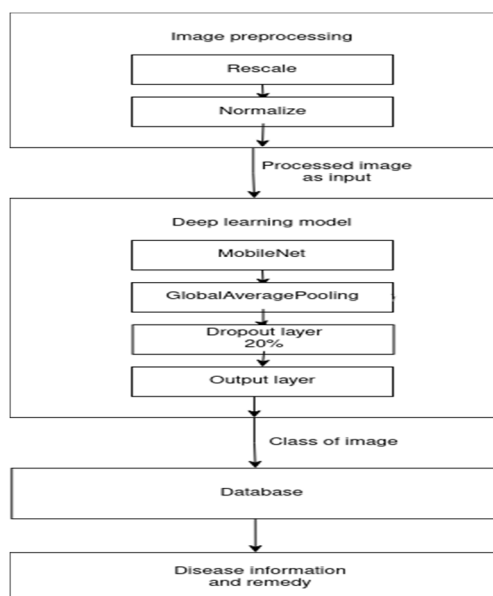 Image preprocessing
Rescale
Normalize
Processed image
as input
Deep learning model
MobileNet
GlobalAveragePooling
Dropout layer
20%
Output layer
Class of image
Database
Disease information
and remedy